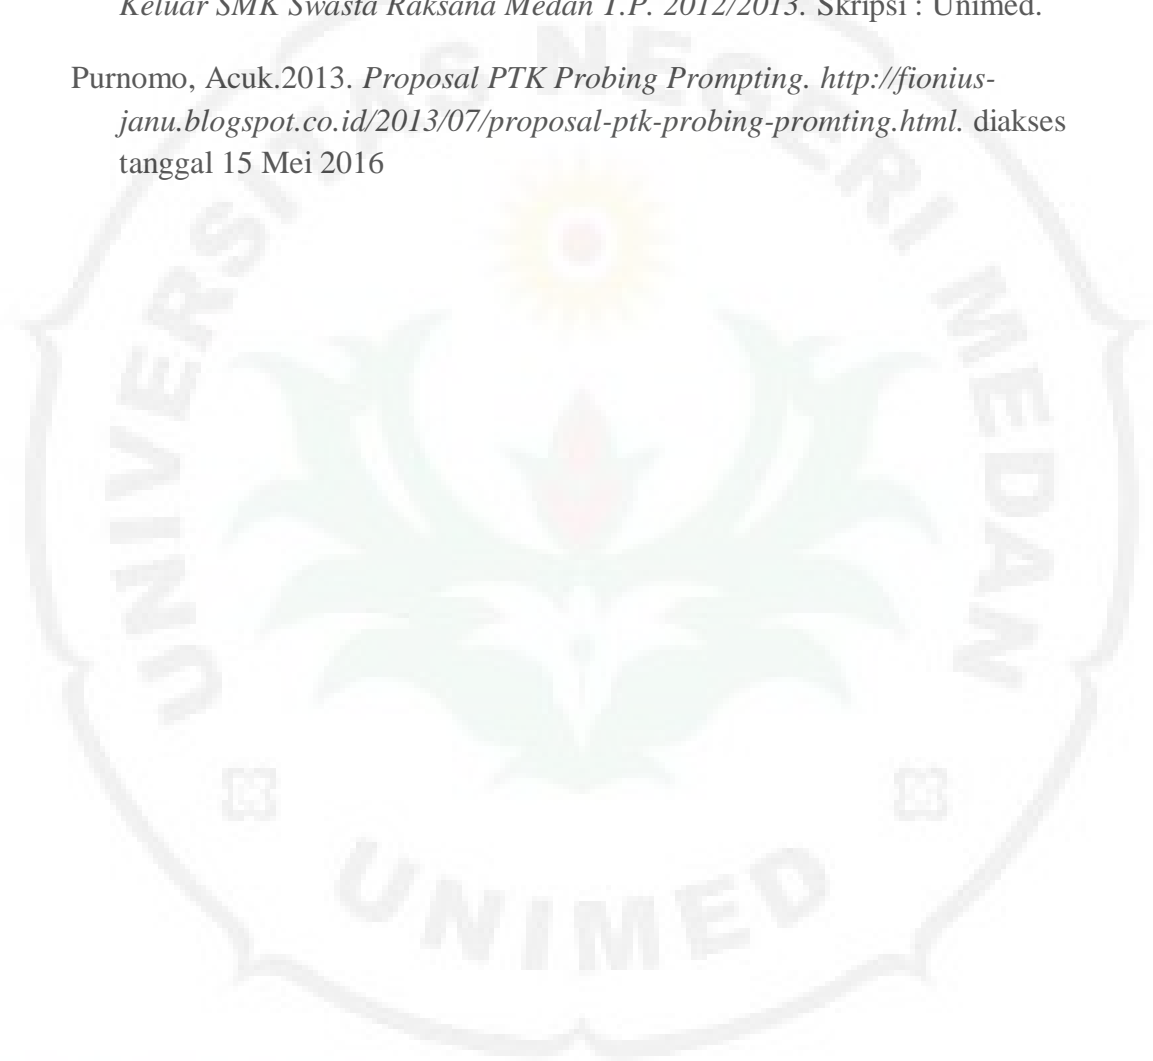 Keluar SMK Swasta Raksana Medan T.P. 2012/2013. Skripsi : Unimed.
Purnomo, Acuk.2013. Proposal PTK Probing Prompting. http://fionius-
janu.blogspot.co.id/2013/07/proposal-ptk-probing-promting.html. diakses
tanggal 15 Mei 2016
UNIVERSITAS NEGERI MEDAN
UNIMED